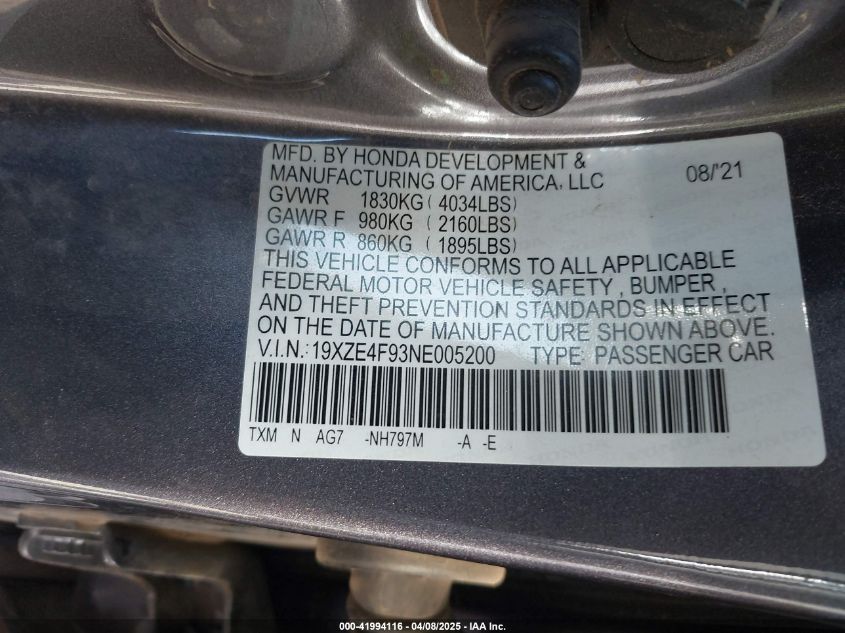 MFD. BY HONDA DEVELOPMENT &
MANUFACTURING OF AMERICA, LLC 08/'21
GVWR 1830KG ( 4034LBS)
GAWR F 980KG ( 2160LBS)
GAWR R 860KG ( 1895LBS)
THIS VEHICLE CONFORMS TO ALL APPLICABLE
FEDERAL MOTOR VEHICLE SAFETY , BUMPER ,
AND THEFT PREVENTION STANDARDS IN EFFECT
ON THE DATE OF MANUFACTURE SHOWN ABOVE.
V.I.N.:19XZE4F93NE005200 TYPE: PASSENGER CAR
TXM N AG7 -NH797M -A -E
000-41994116 - 04/08/2025 - IAA Inc.